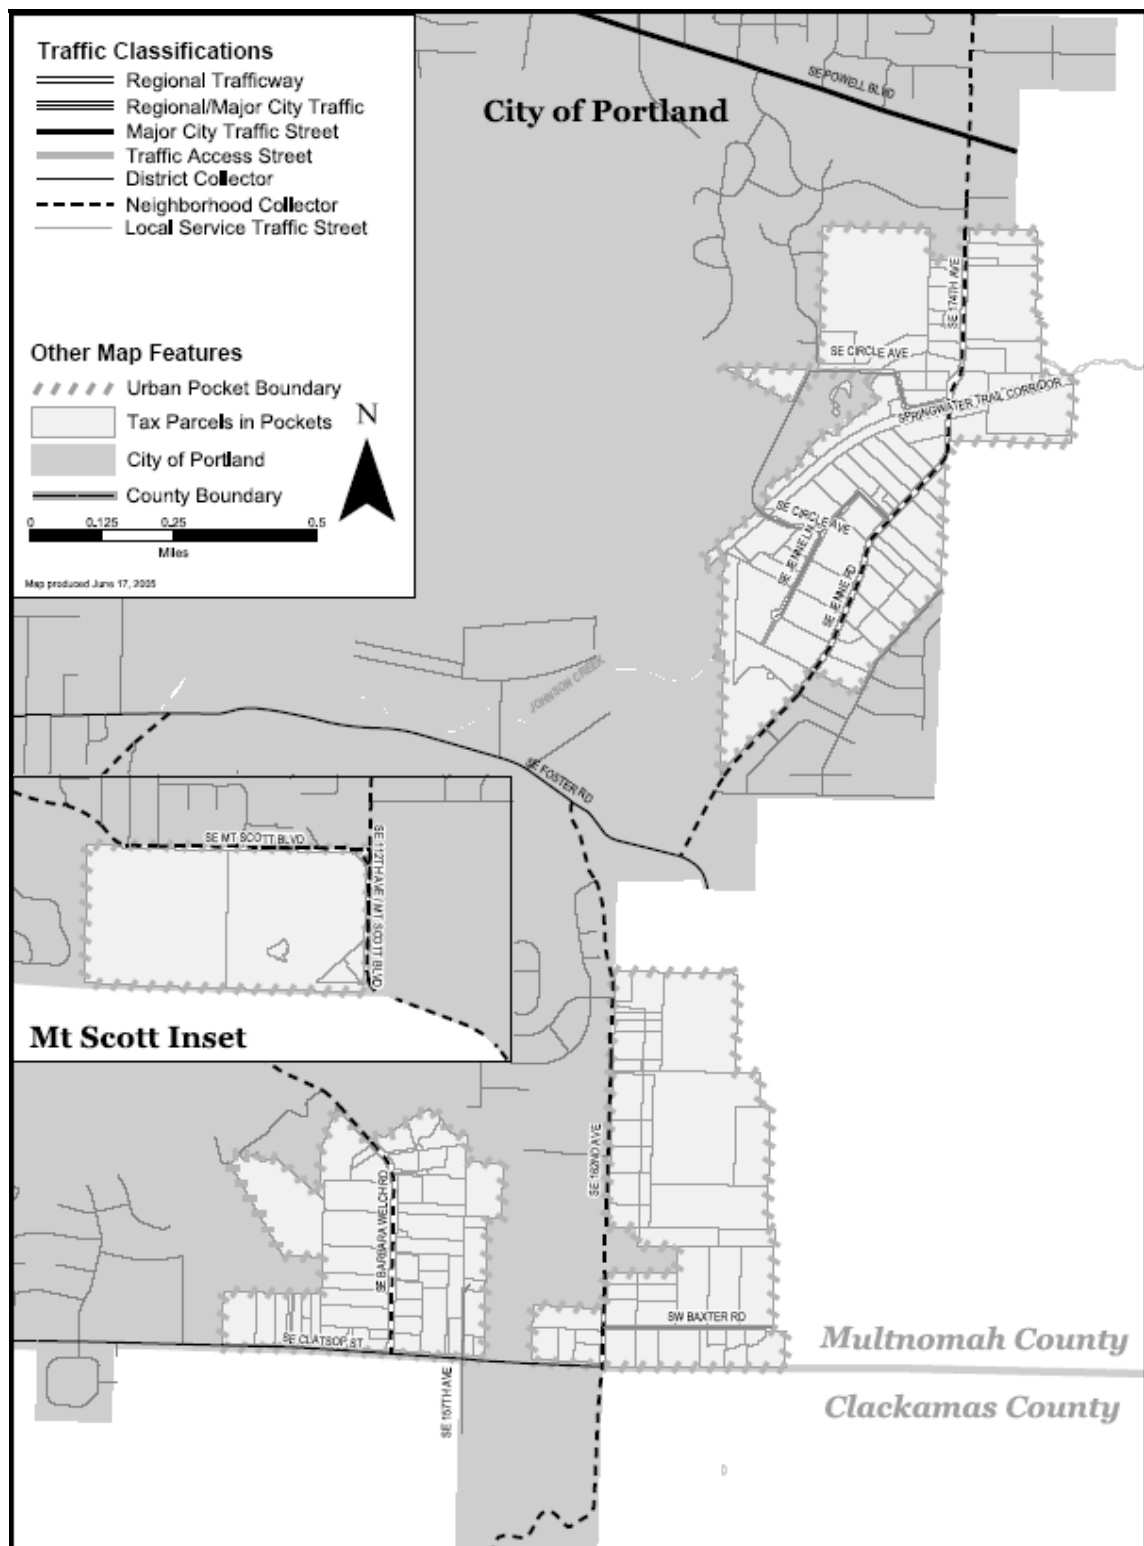 Traffic Classifications
Regional Trafficway
Regional/Major City Traffic
Major City Traffic Street
Traffic Access Street
District Collector
Neighborhood Collector
Local Service Traffic Street
Other Map Features
Urban Pocket Boundary
Tax Parcels in Pockets
City of Portland
County Boundary
N
0 0.125 0.25 0.5
Miles
Map produced June 17, 2005
City of Portland
SE POWELL BLVD
SE 174TH AVE
SE CIRCLE AVE
SPRINGWATER TRAIL CORRIDOR
SE CIRCLE AVE
SE JENNE LN
SE JENNE RD
JOHNSON CREEK
SE FOSTER RD
SE MT SCOTT BLVD
SE 112TH AVE / MT SCOTT BLVD
Mt Scott Inset
SE 162ND AVE
SE BARBARA WELCH RD
SE CLATSOP ST
SW BAXTER RD
SE 157TH AVE
Multnomah County
Clackamas County